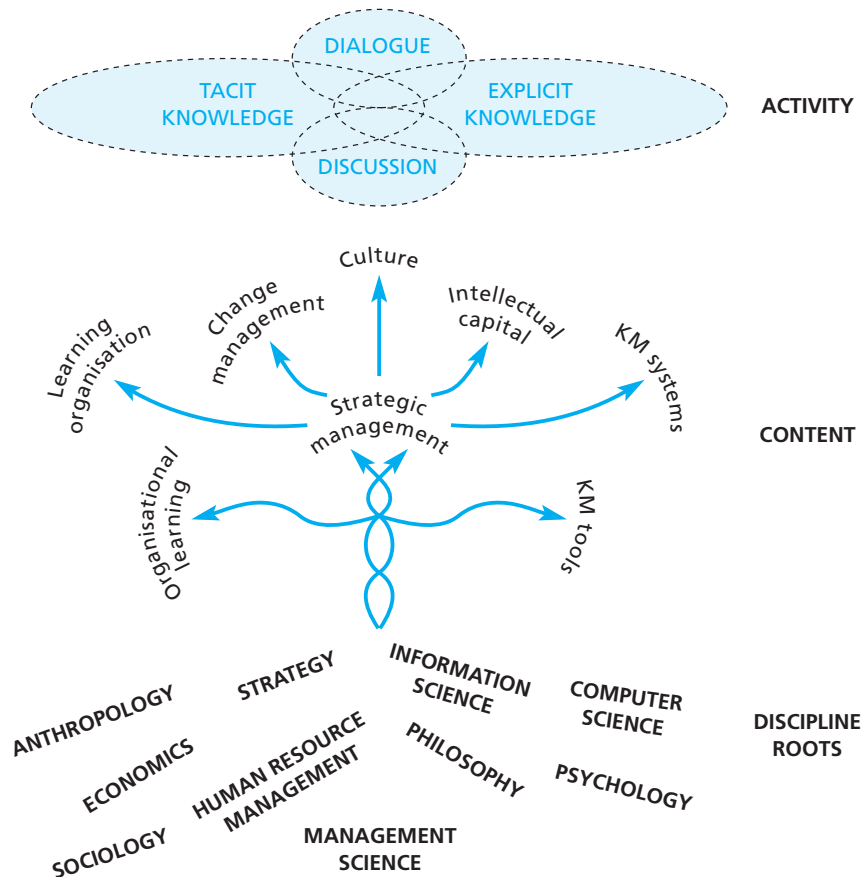 DIALOGUE
TACIT
KNOWLEDGE
EXPLICIT
KNOWLEDGE
DISCUSSION
ACTIVITY
Culture
Change
management
Intellectual
capital
Learning
organisation
KM systems
Strategic
management
CONTENT
Organisational
learning
KM tools
ANTHROPOLOGY
STRATEGY
INFORMATION
SCIENCE
COMPUTER
SCIENCE
DISCIPLINE
ROOTS
ECONOMICS
HUMAN RESOURCE
MANAGEMENT
PHILOSOPHY
PSYCHOLOGY
SOCIOLOGY
MANAGEMENT
SCIENCE